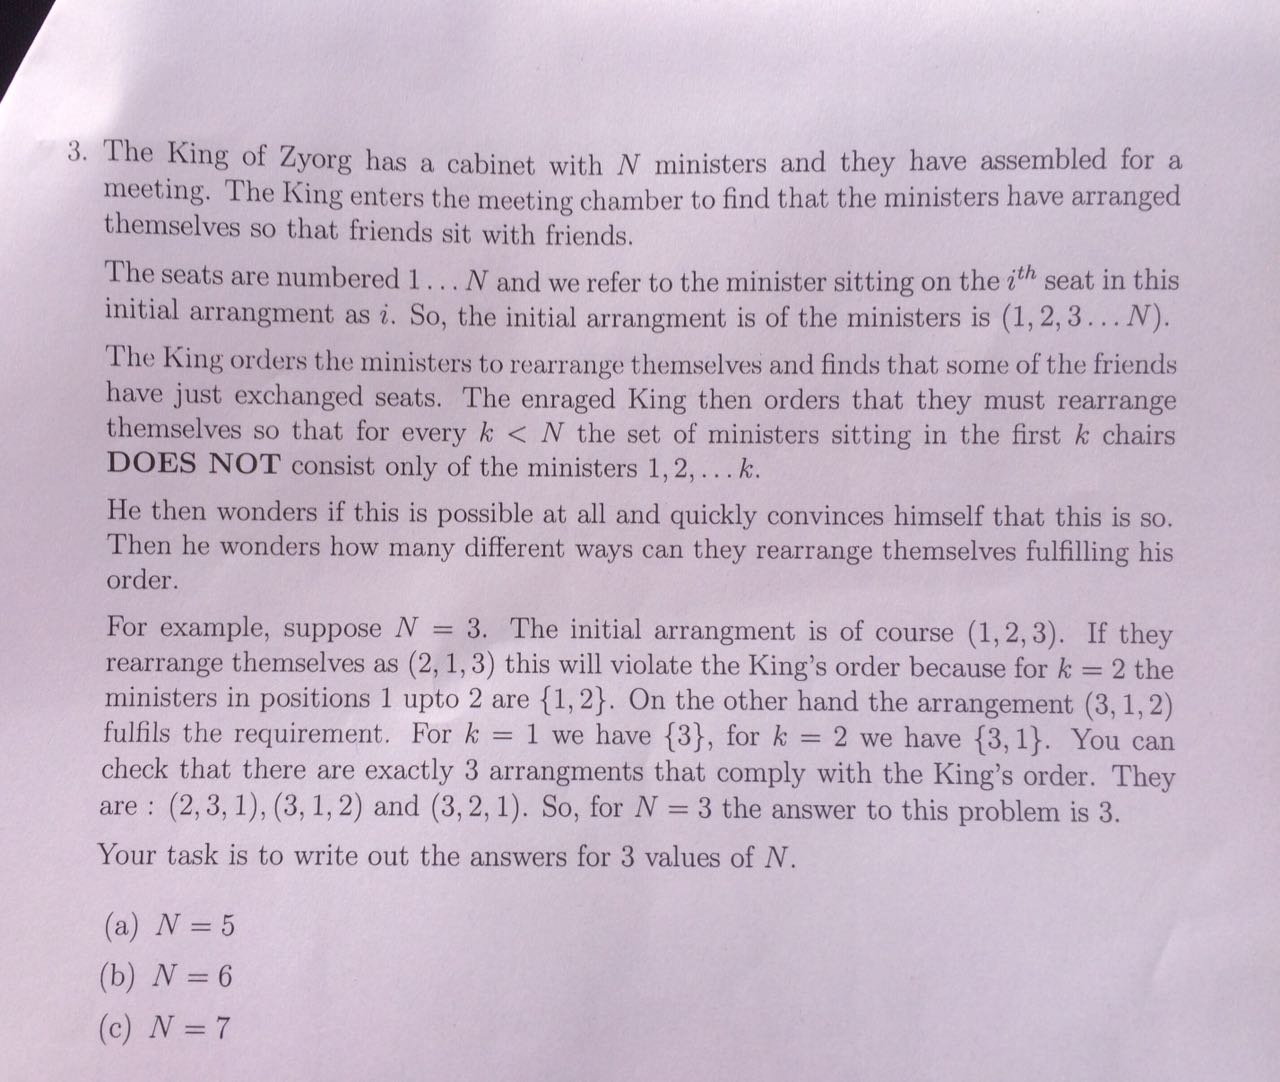 3. The King of Zyorg has a cabinet with N ministers and they have assembled for a
meeting. The King enters the meeting chamber to find that the ministers have arranged
themselves so that friends sit with friends.
The seats are numbered 1 . . . N and we refer to the minister sitting on the i^th seat in this
initial arrangment as i. So, the initial arrangment is of the ministers is (1, 2, 3 . . . N).
The King orders the ministers to rearrange themselves and finds that some of the friends
have just exchanged seats. The enraged King then orders that they must rearrange
themselves so that for every k < N the set of ministers sitting in the first k chairs
DOES NOT consist only of the ministers 1, 2, . . . k.
He then wonders if this is possible at all and quickly convinces himself that this is so.
Then he wonders how many different ways can they rearrange themselves fulfilling his
order.
For example, suppose N = 3. The initial arrangment is of course (1, 2, 3). If they
rearrange themselves as (2, 1, 3) this will violate the King's order because for k = 2 the
ministers in positions 1 upto 2 are {1, 2}. On the other hand the arrangement (3, 1, 2)
fulfils the requirement. For k = 1 we have {3}, for k = 2 we have {3, 1}. You can
check that there are exactly 3 arrangments that comply with the King's order. They
are : (2, 3, 1), (3, 1, 2) and (3, 2, 1). So, for N = 3 the answer to this problem is 3.
Your task is to write out the answers for 3 values of N.
(a) N = 5
(b) N = 6
(c) N = 7